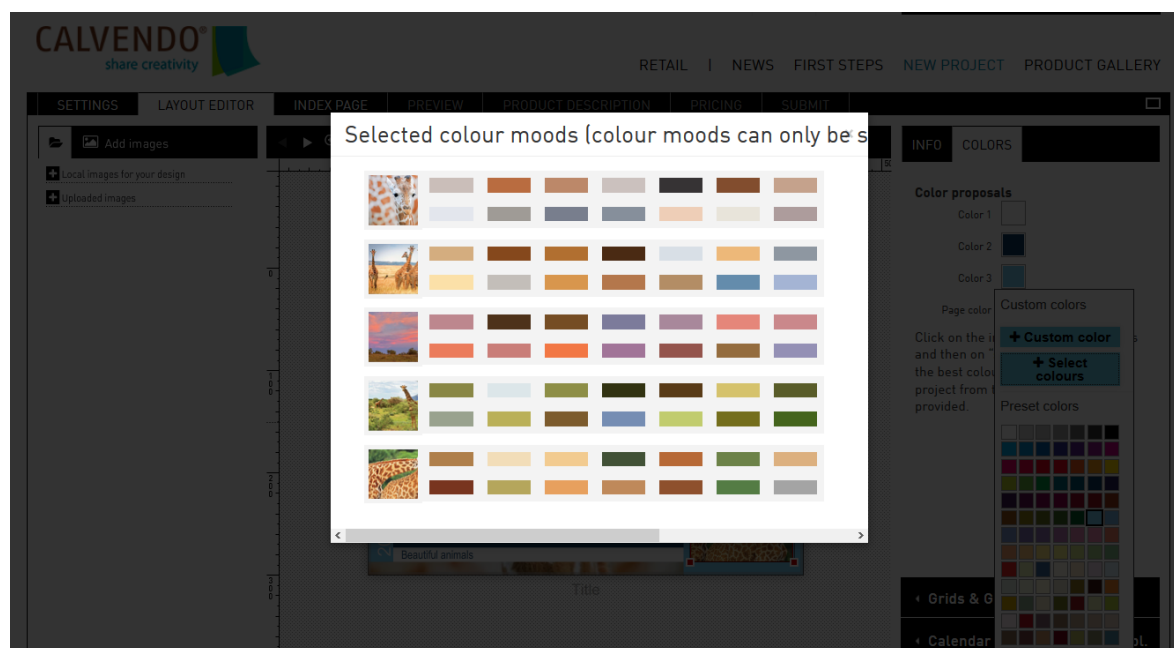 CALVENDO®
share creativity
RETAIL | NEWS FIRST STEPS NEW PROJECT PRODUCT GALLERY
SETTINGS LAYOUT EDITOR INDEX PAGE PREVIEW PRODUCT DESCRIPTION PRICING SUBMIT
Add images
Selected colour moods (colour moods can only be s
INFO COLORS
Local images for your design
Uploaded images
Color proposals
Color 1
Color 2
Color 3
Page color
Custom colors
Click on the
+ Custom color
and then on "
+ Select
colours
the best colo
project from
provided.
Preset colors
Beautiful animals
Title
Grids & G
Calendar